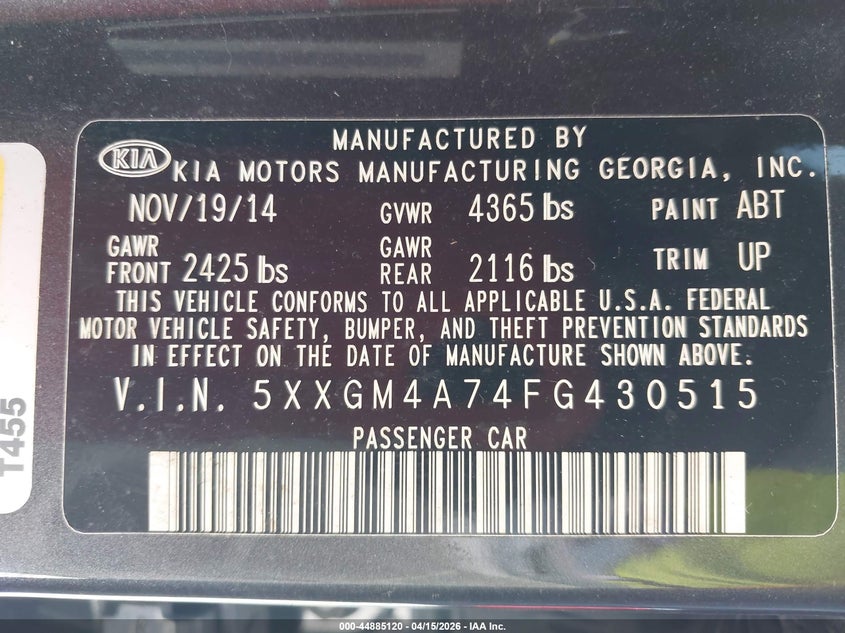 MANUFACTURED BY
KIA KIA MOTORS MANUFACTURING GEORGIA, INC.
NOV/19/14 GVWR 4365 lbs PAINT ABT
GAWR FRONT 2425 lbs GAWR REAR 2116 lbs TRIM UP
THIS VEHICLE CONFORMS TO ALL APPLICABLE U.S.A. FEDERAL
MOTOR VEHICLE SAFETY, BUMPER, AND THEFT PREVENTION STANDARDS
IN EFFECT ON THE DATE OF MANUFACTURE SHOWN ABOVE.
V.I.N. 5XXGM4A74FG430515
PASSENGER CAR
T455
000-44885120 - 04/15/2026 - IAA Inc.